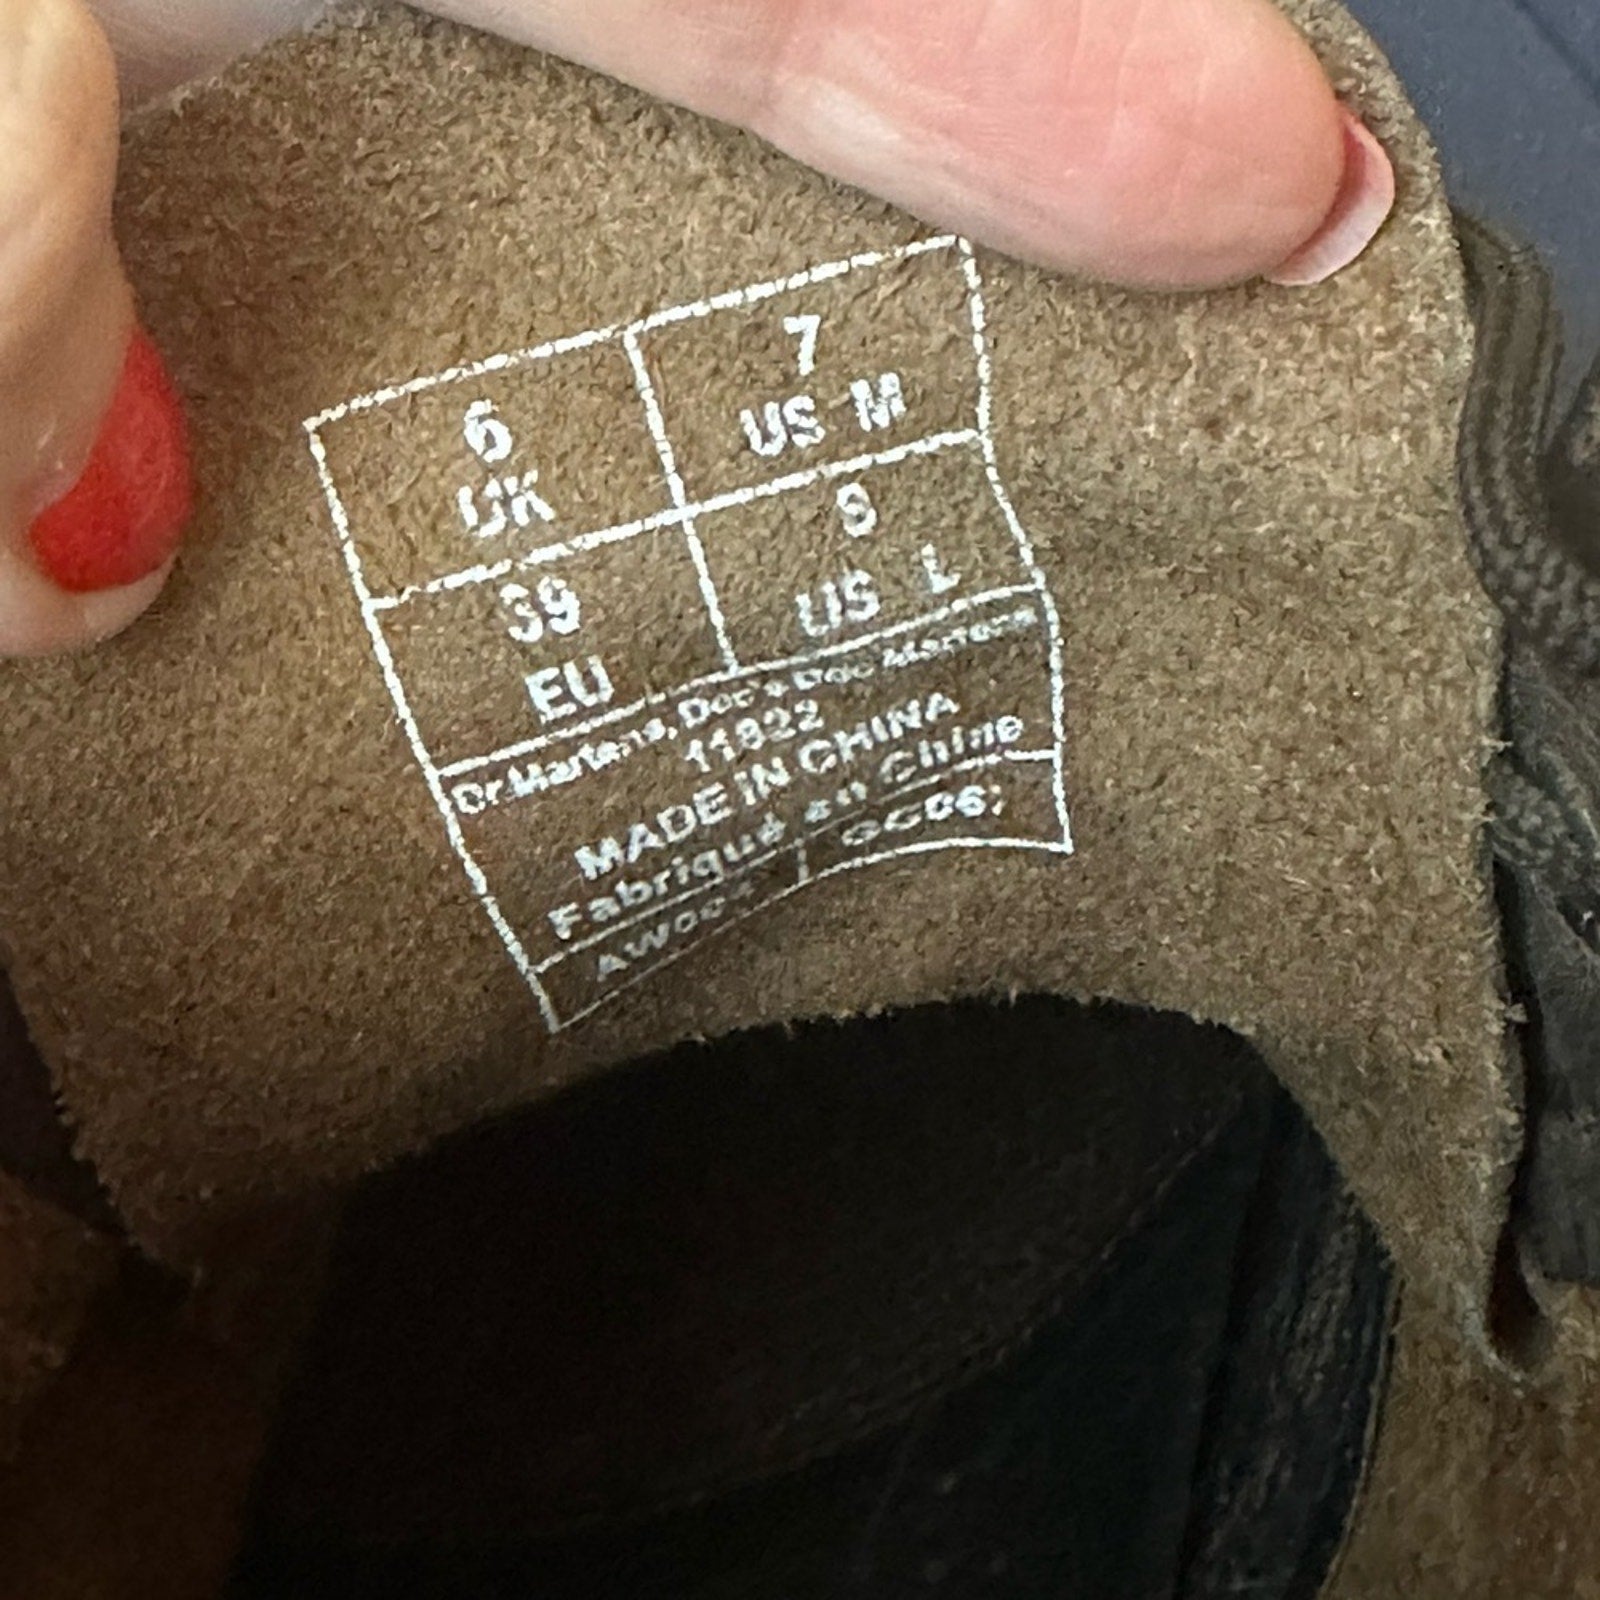 6
UK
7
US M
39
EU
US L
Dr.Martens, Doc's Doc Martens
11822
MADE IN CHINA
Fabriqué en Chine